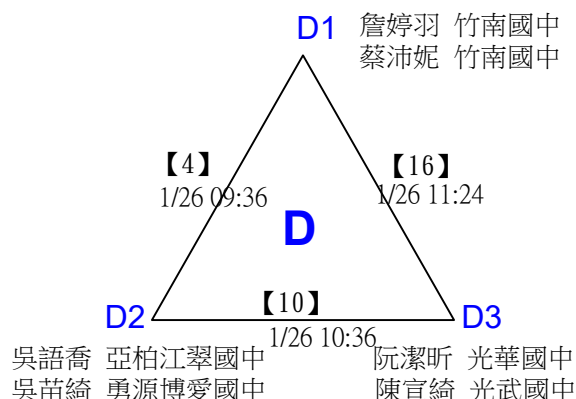 D1 詹婷羽 竹南國中
蔡沛妮 竹南國中
【4】 【16】
1/26 09:36 1/26 11:24
D
【10】
D2 D3
1/26 10:36
吳語喬 亞柏江翠國中 阮潔昕 光華國中
吳苗綺 勇源博愛國中 陳宣綺 光武國中